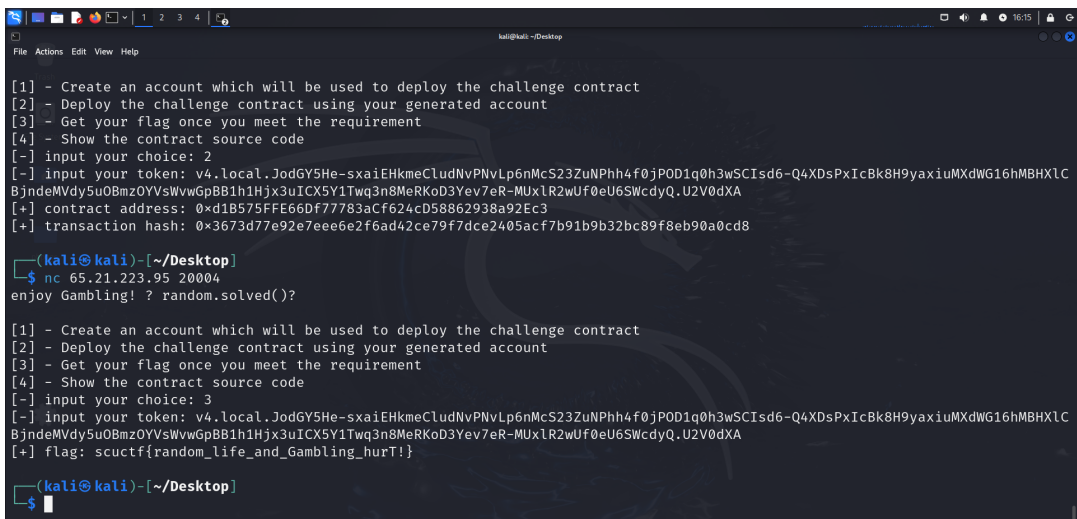 1 2 3 4
16:15
kali@kali: ~/Desktop
File Actions Edit View Help
[1] - Create an account which will be used to deploy the challenge contract
[2] - Deploy the challenge contract using your generated account
[3] - Get your flag once you meet the requirement
[4] - Show the contract source code
[-] input your choice: 2
[-] input your token: v4.local.JodGY5He-sxaiEHkmeCludNvPNvLp6nMcS23ZuNPhh4f0jPOD1q0h3wSCIsd6-Q4XDsPxIcBk8H9yaxiuMXdWG16hMBHXlC
BjndeMVdy5uOBmzOYVsWvwGpBB1h1Hjx3uICX5Y1Twq3n8MeRKoD3Yev7eR-MUxlR2wUf0eU6SWcdyQ.U2V0dXA
[+] contract address: 0×d1B575FFE66Df77783aCf624cD58862938a92Ec3
[+] transaction hash: 0×3673d77e92e7eee6e2f6ad42ce79f7dce2405acf7b91b9b32bc89f8eb90a0cd8
(kali㉿kali)-[~/Desktop]
$ nc 65.21.223.95 20004
enjoy Gambling! ? random.solved()?
[1] - Create an account which will be used to deploy the challenge contract
[2] - Deploy the challenge contract using your generated account
[3] - Get your flag once you meet the requirement
[4] - Show the contract source code
[-] input your choice: 3
[-] input your token: v4.local.JodGY5He-sxaiEHkmeCludNvPNvLp6nMcS23ZuNPhh4f0jPOD1q0h3wSCIsd6-Q4XDsPxIcBk8H9yaxiuMXdWG16hMBHXlC
BjndeMVdy5uOBmzOYVsWvwGpBB1h1Hjx3uICX5Y1Twq3n8MeRKoD3Yev7eR-MUxlR2wUf0eU6SWcdyQ.U2V0dXA
[+] flag: scuctf{random_life_and_Gambling_hurT!}
(kali㉿kali)-[~/Desktop]
$